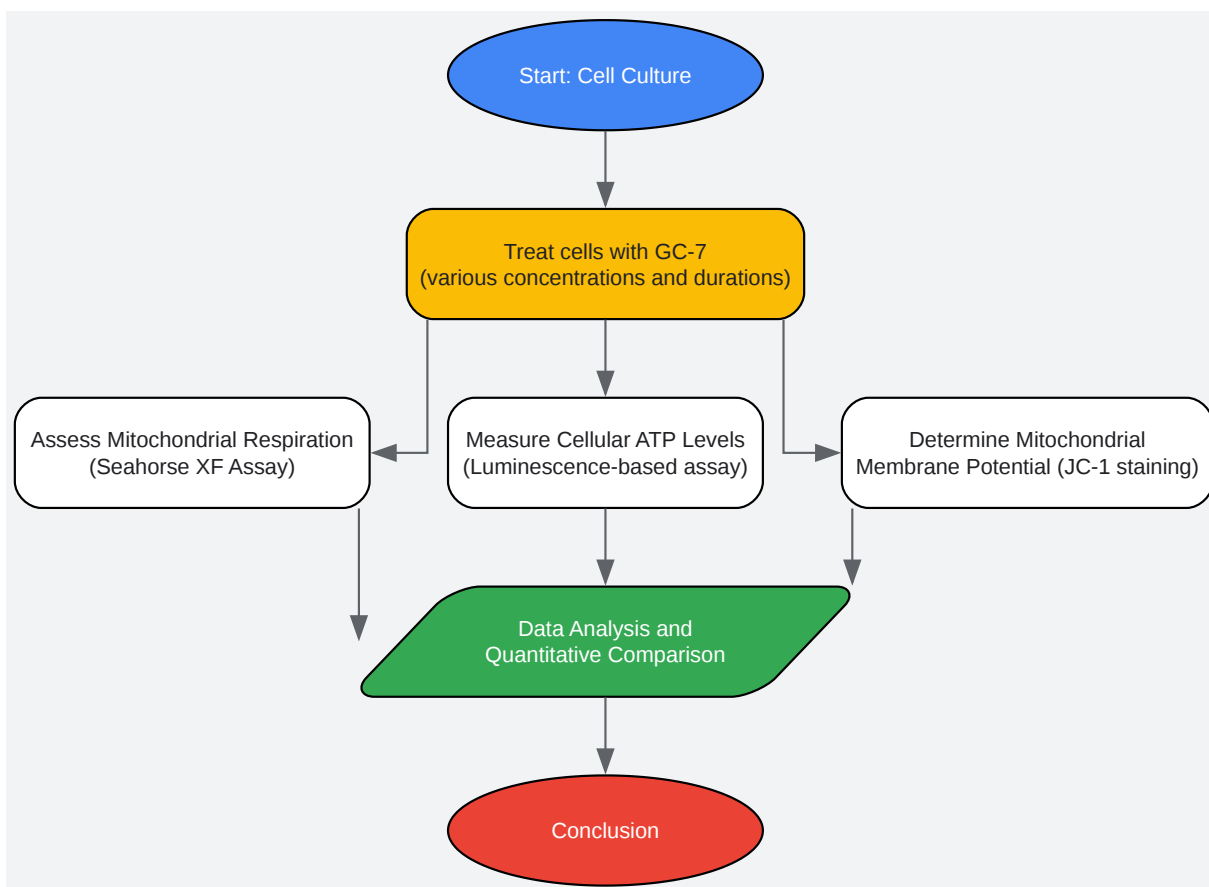 Start: Cell Culture
Treat cells with GC-7
(various concentrations and durations)
Assess Mitochondrial Respiration
(Seahorse XF Assay)
Measure Cellular ATP Levels
(Luminescence-based assay)
Determine Mitochondrial
Membrane Potential (JC-1 staining)
Data Analysis and
Quantitative Comparison
Conclusion